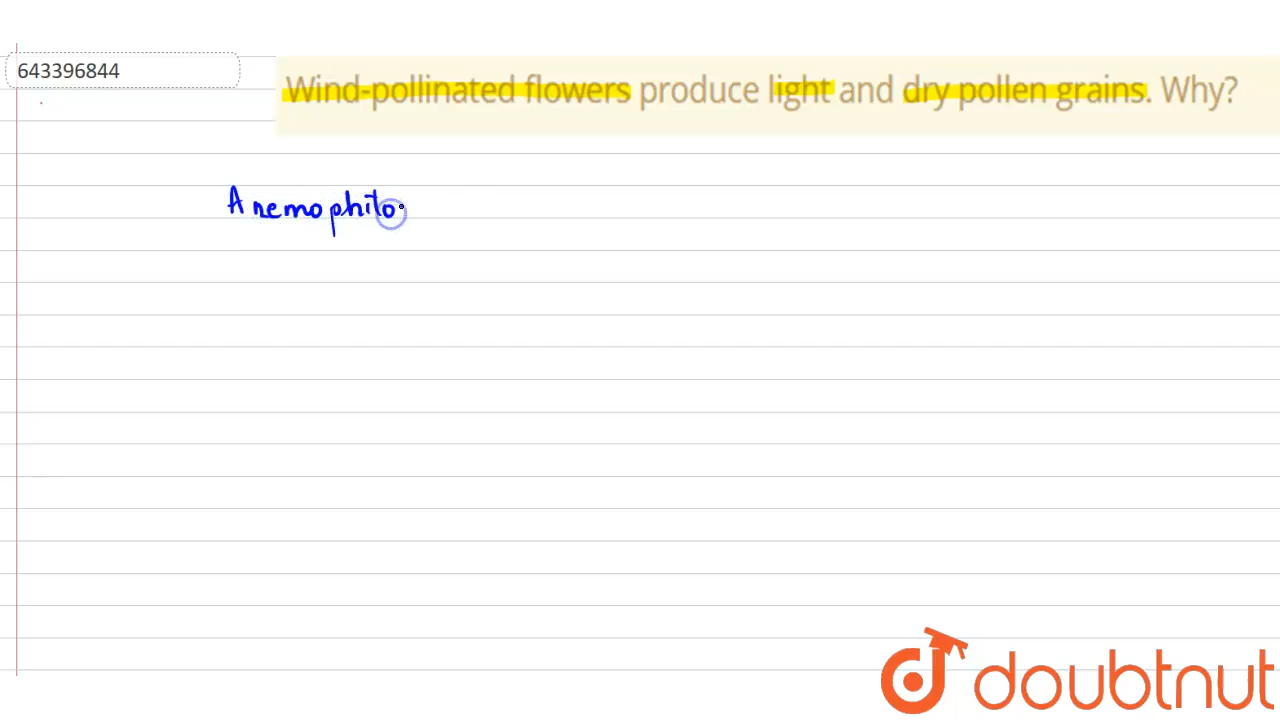 643396844
Wind-pollinated flowers produce light and dry pollen grains. Why?
Anemophilo
doubtnut